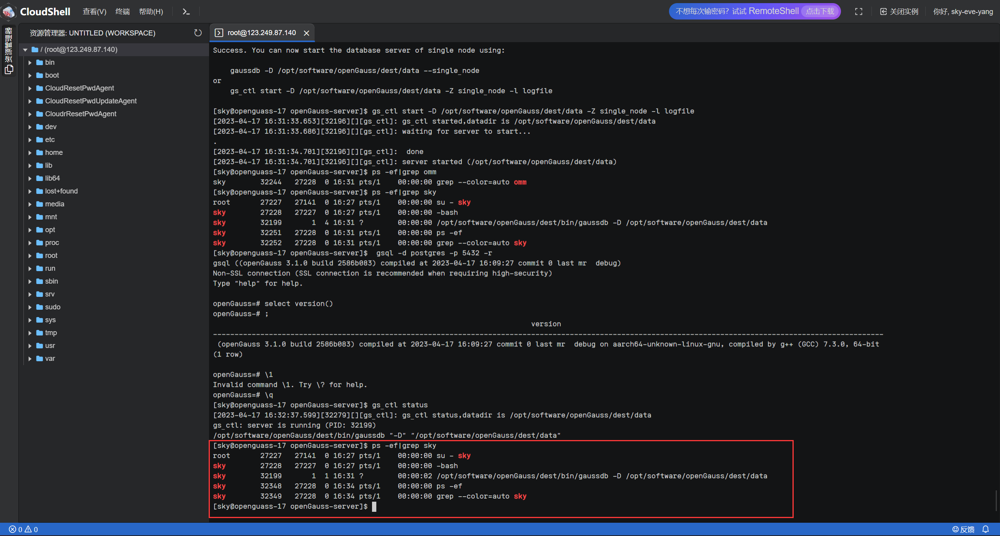 CloudShell 查看(V) 终端 帮助(H) 不想每次输密码？试试 RemoteShell 点击下载 关闭实例 你好, sky-eve-yang
资源管理器
资源管理器: UNTITLED (WORKSPACE)
/ (root@123.249.87.140)
bin
boot
CloudResetPwdAgent
CloudResetPwdUpdateAgent
CloudrResetPwdAgent
dev
etc
home
lib
lib64
lost+found
media
mnt
opt
proc
root
run
sbin
srv
sudo
sys
tmp
usr
var
root@123.249.87.140
Success. You can now start the database server of single node using:
gaussdb -D /opt/software/openGauss/dest/data --single_node
or
gs_ctl start -D /opt/software/openGauss/dest/data -Z single_node -l logfile
[sky@openguass-17 openGauss-server]$ gs_ctl start -D /opt/software/openGauss/dest/data -Z single_node -l logfile
[2023-04-17 16:31:33.653][32196][][gs_ctl]: gs_ctl started,datadir is /opt/software/openGauss/dest/data
[2023-04-17 16:31:33.686][32196][][gs_ctl]: waiting for server to start...
.
[2023-04-17 16:31:34.701][32196][][gs_ctl]:  done
[2023-04-17 16:31:34.701][32196][][gs_ctl]: server started (/opt/software/openGauss/dest/data)
[sky@openguass-17 openGauss-server]$ ps -ef|grep omm
sky 32244 27228 0 16:31 pts/1 00:00:00 grep --color=auto omm
[sky@openguass-17 openGauss-server]$ ps -ef|grep sky
root 27227 27141 0 16:27 pts/1 00:00:00 su - sky
sky 27228 27227 0 16:27 pts/1 00:00:00 -bash
sky 32199 1 4 16:31 ? 00:00:00 /opt/software/openGauss/dest/bin/gaussdb -D /opt/software/openGauss/dest/data
sky 32251 27228 0 16:31 pts/1 00:00:00 ps -ef
sky 32252 27228 0 16:31 pts/1 00:00:00 grep --color=auto sky
[sky@openguass-17 openGauss-server]$  gsql -d postgres -p 5432 -r
gsql ((openGauss 3.1.0 build 2586b083) compiled at 2023-04-17 16:09:27 commit 0 last mr  debug)
Non-SSL connection (SSL connection is recommended when requiring high-security)
Type "help" for help.
openGauss=# select version()
openGauss-# ;
version
------------------------------------------------------------------------------------------------------------------------------------------------------------
(openGauss 3.1.0 build 2586b083) compiled at 2023-04-17 16:09:27 commit 0 last mr  debug on aarch64-unknown-linux-gnu, compiled by g++ (GCC) 7.3.0, 64-bit
(1 row)
openGauss=# \1
Invalid command \1. Try \? for help.
openGauss=# \q
[sky@openguass-17 openGauss-server]$ gs_ctl status
[2023-04-17 16:32:37.599][32279][][gs_ctl]: gs_ctl status,datadir is /opt/software/openGauss/dest/data
gs_ctl: server is running (PID: 32199)
/opt/software/openGauss/dest/bin/gaussdb "-D" "/opt/software/openGauss/dest/data"
[sky@openguass-17 openGauss-server]$ ps -ef|grep sky
root 27227 27141 0 16:27 pts/1 00:00:00 su - sky
sky 27228 27227 0 16:27 pts/1 00:00:00 -bash
sky 32199 1 1 16:31 ? 00:00:02 /opt/software/openGauss/dest/bin/gaussdb -D /opt/software/openGauss/dest/data
sky 32348 27228 0 16:34 pts/1 00:00:00 ps -ef
sky 32349 27228 0 16:34 pts/1 00:00:00 grep --color=auto sky
[sky@openguass-17 openGauss-server]$
0 0 反馈